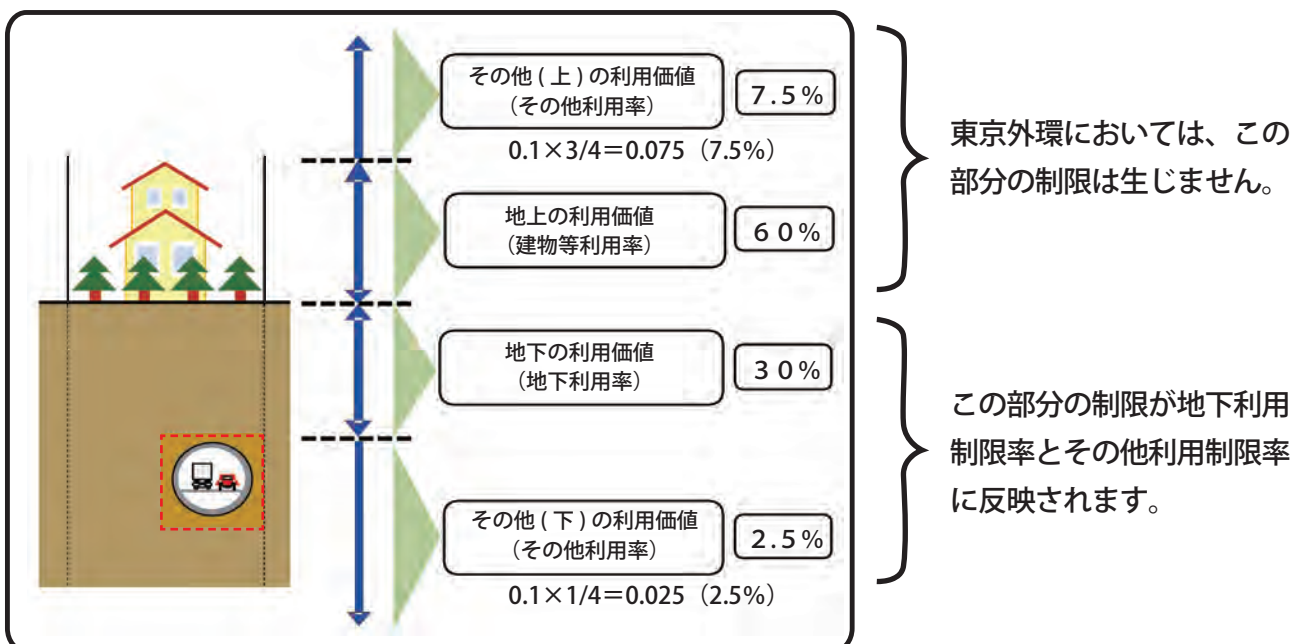 その他(上)の利用価値
(その他利用率)
7.5%
0.1×3/4=0.075(7.5%)
地上の利用価値
(建物等利用率)
60%
東京外環においては、この
部分の制限は生じません。
地下の利用価値
(地下利用率)
30%
その他(下)の利用価値
(その他利用率)
2.5%
0.1×1/4=0.025(2.5%)
この部分の制限が地下利用
制限率とその他利用制限率
に反映されます。